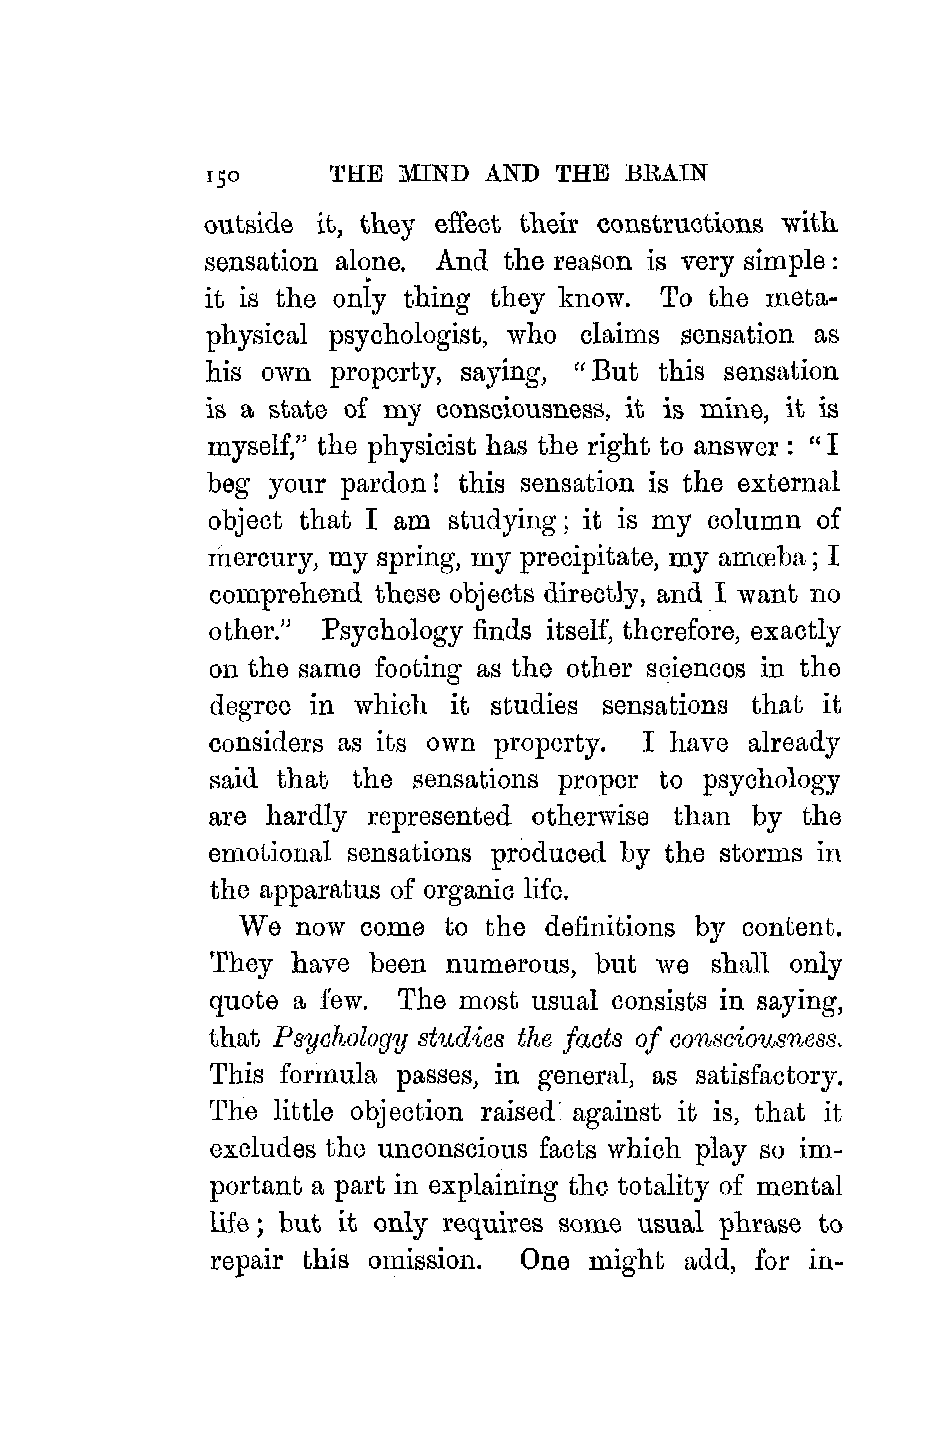 150 THE MIND AND THE BRAIN
outside it, they effect their constructions with
sensation alone. And the reason is very simple:
it is the only thing they know. To the meta-
physical psychologist, who claims sensation as
his own property, saying, "But this sensation
is a state of my consciousness, it is mine, it is
myself," the physicist has the right to answer: "I
beg your pardon! this sensation is the external
object that I am studying; it is my column of
mercury, my spring, my precipitate, my amœba; I
comprehend these objects directly, and I want no
other." Psychology finds itself, therefore, exactly
on the same footing as the other sciences in the
degree in which it studies sensations that it
considers as its own property. I have already
said that the sensations proper to psychology
are hardly represented otherwise than by the
emotional sensations produced by the storms in
the apparatus of organic life.
We now come to the definitions by content.
They have been numerous, but we shall only
quote a few. The most usual consists in saying,
that Psychology studies the facts of consciousness.
This formula passes, in general, as satisfactory.
The little objection raised against it is, that it
excludes the unconscious facts which play so im-
portant a part in explaining the totality of mental
life; but it only requires some usual phrase to
repair this omission. One might add, for in-